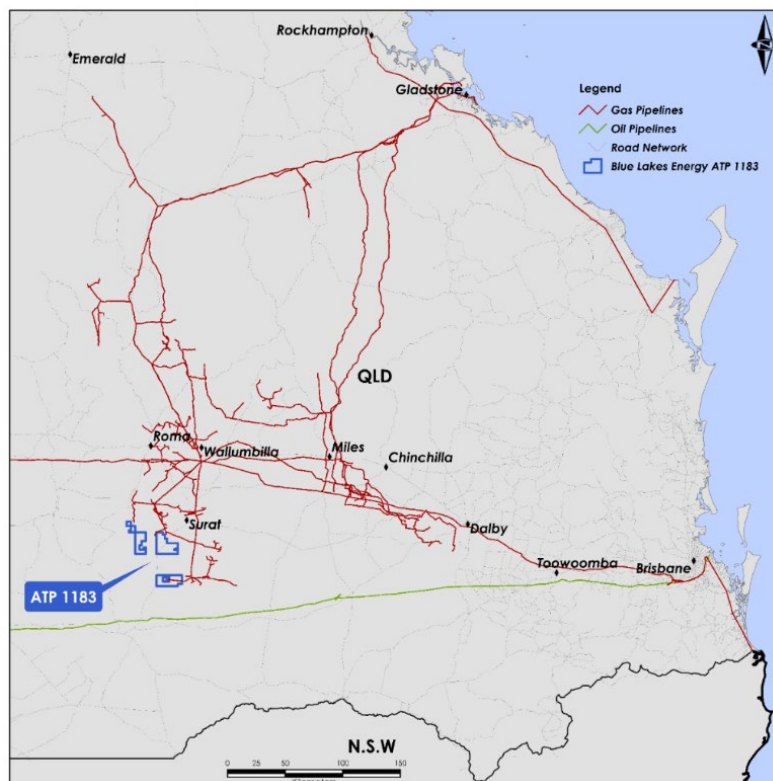 Rockhampton
Emerald
Gladstone
Legend
Gas Pipelines
Oil Pipelines
Road Network
Blue Lakes Energy ATP 1183
N
QLD
Roma
Wallumbilla
Miles
Chinchilla
Surat
Dalby
Toowoomba
Brisbane
ATP 1183
N.S.W
0 25 50 100 150